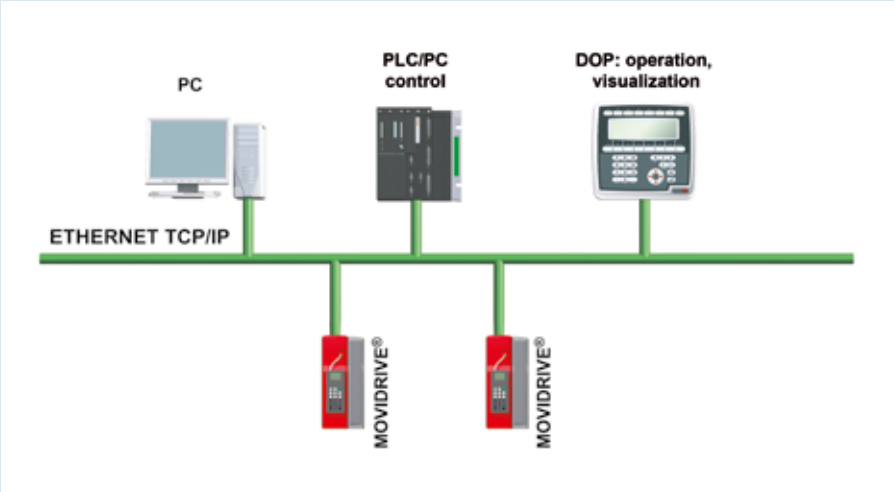 PC
PLC/PC
control
DOP: operation,
visualization
ETHERNET TCP/IP
MOVIDRIVE®
MOVIDRIVE®